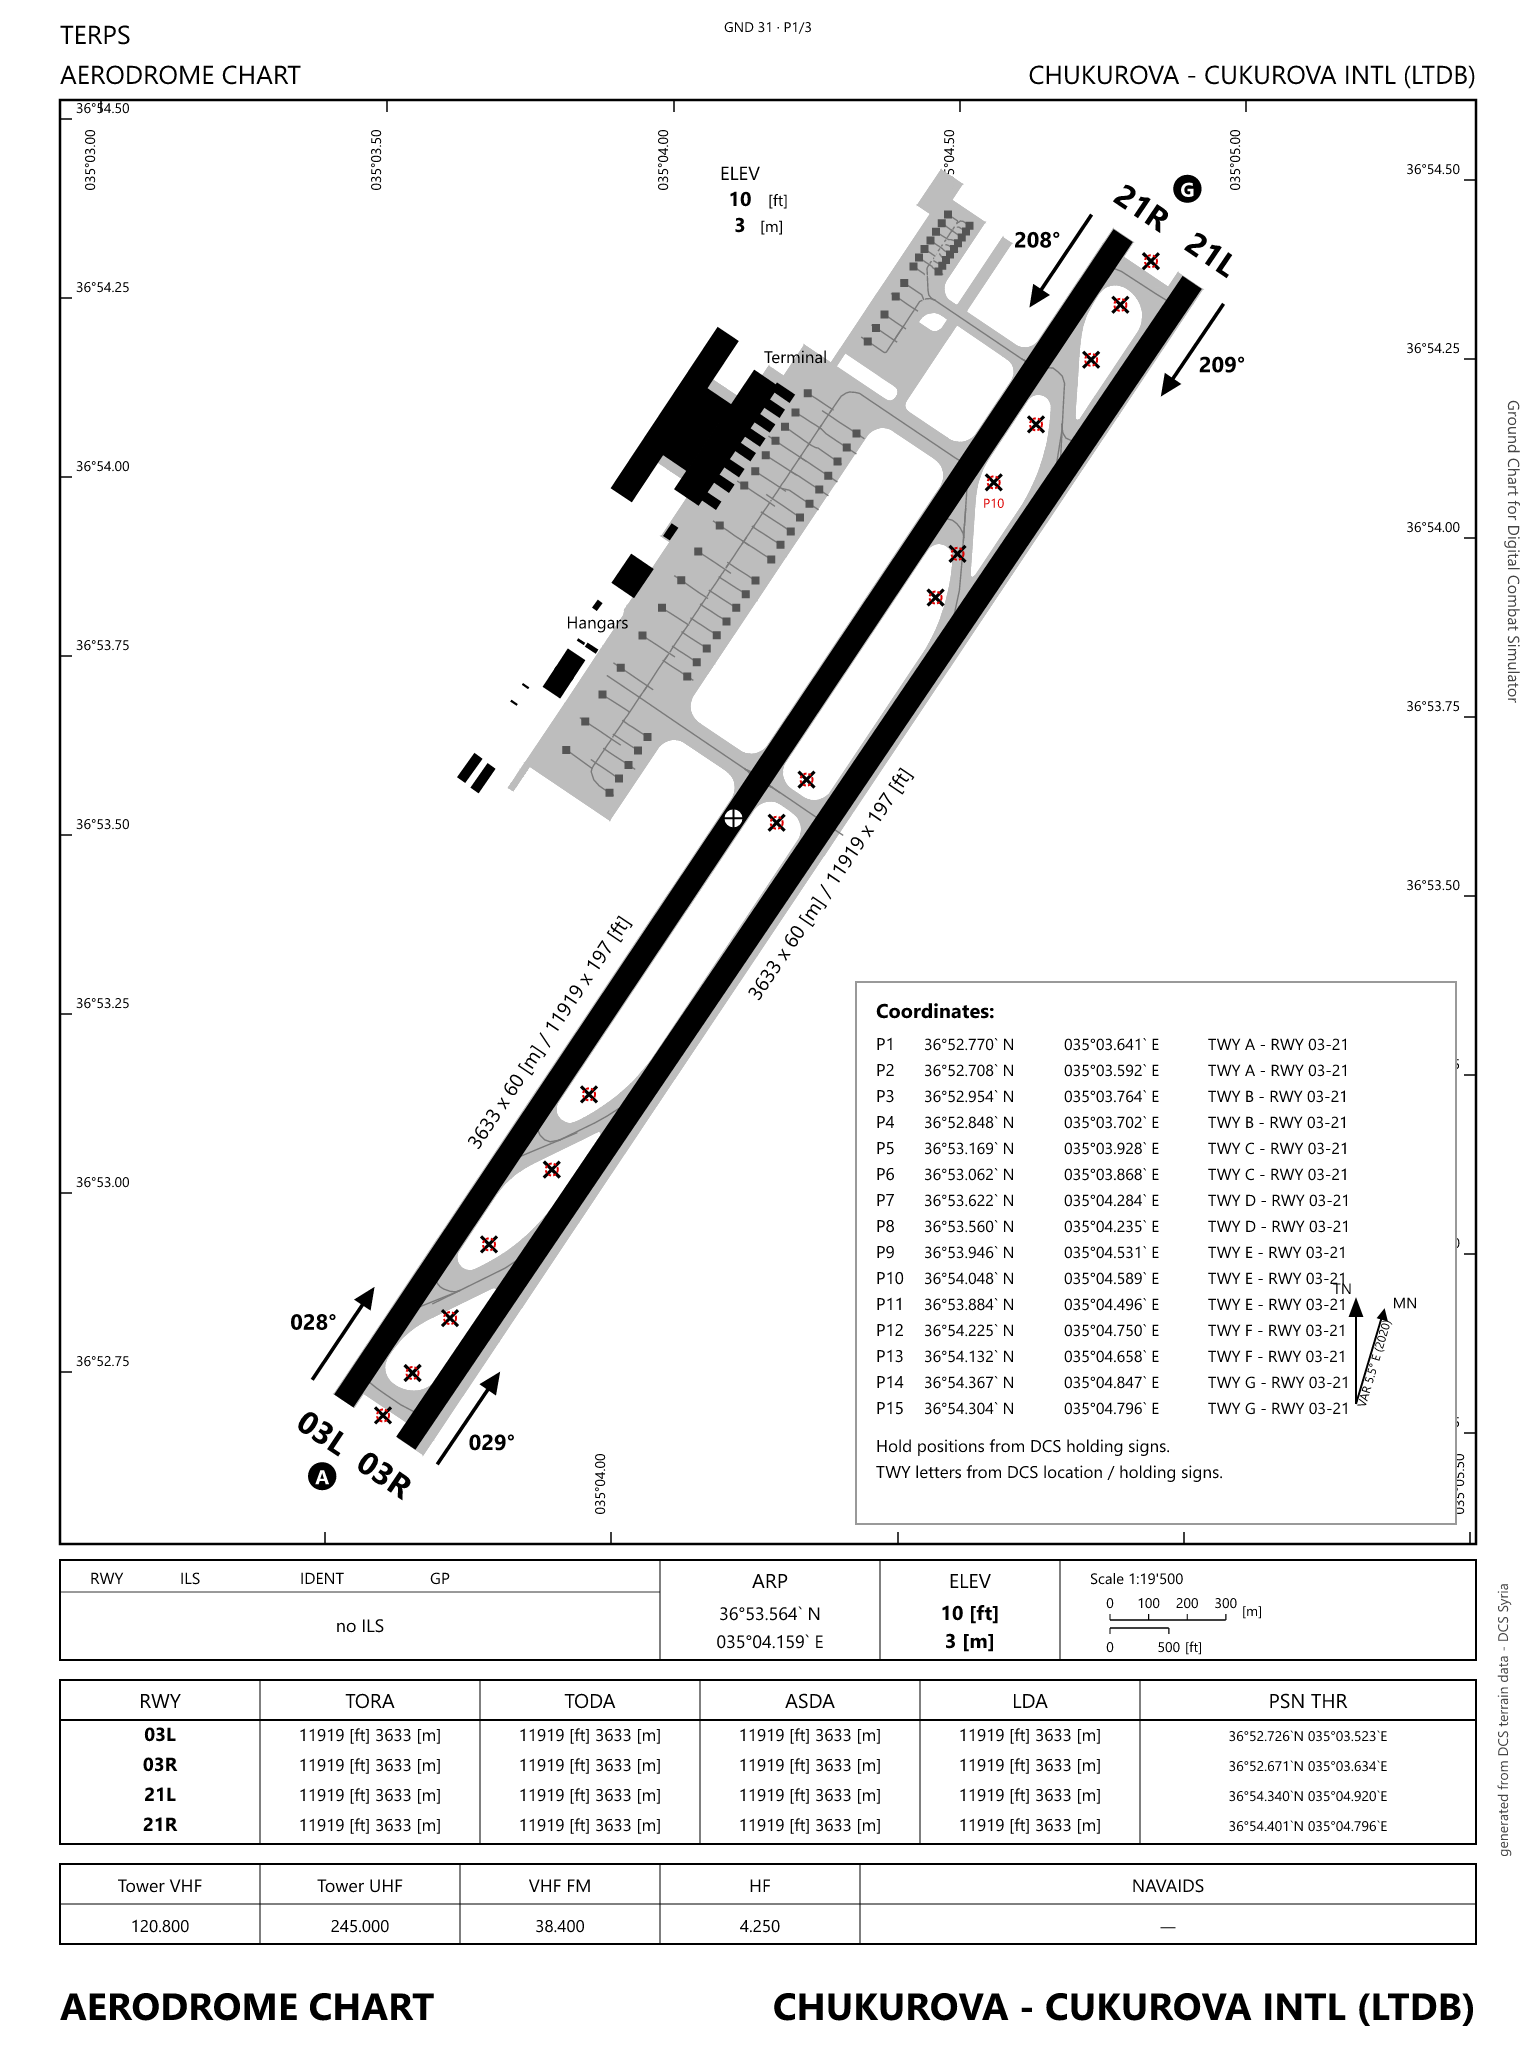 GND 31 · P1/3
TERPS
AERODROME CHART
CHUKUROVA - CUKUROVA INTL (LTDB)
36°54.50
035°03.00
035°03.50
035°04.00
035°05.00
36°54.50
ELEV
10 [ft]
3 [m]
21R
G
21L
208°
209°
36°54.25
36°54.25
Terminal
36°54.00
P10
36°54.00
Hangars
36°53.75
36°53.75
36°53.50
36°53.50
3633 x 60 [m] / 11919 x 197 [ft]
3633 x 60 [m] / 11919 x 197 [ft]
36°53.25
36°53.00
36°52.75
028°
029°
03L
03R
A
035°04.00
Coordinates:
P1 36°52.770` N 035°03.641` E TWY A - RWY 03-21
P2 36°52.708` N 035°03.592` E TWY A - RWY 03-21
P3 36°52.954` N 035°03.764` E TWY B - RWY 03-21
P4 36°52.848` N 035°03.702` E TWY B - RWY 03-21
P5 36°53.169` N 035°03.928` E TWY C - RWY 03-21
P6 36°53.062` N 035°03.868` E TWY C - RWY 03-21
P7 36°53.622` N 035°04.284` E TWY D - RWY 03-21
P8 36°53.560` N 035°04.235` E TWY D - RWY 03-21
P9 36°53.946` N 035°04.531` E TWY E - RWY 03-21
P10 36°54.048` N 035°04.589` E TWY E - RWY 03-21
P11 36°53.884` N 035°04.496` E TWY E - RWY 03-21
P12 36°54.225` N 035°04.750` E TWY F - RWY 03-21
P13 36°54.132` N 035°04.658` E TWY F - RWY 03-21
P14 36°54.367` N 035°04.847` E TWY G - RWY 03-21
P15 36°54.304` N 035°04.796` E TWY G - RWY 03-21
Hold positions from DCS holding signs.
TWY letters from DCS location / holding signs.
TN
MN
VAR 5.5° E (2020)
035°05.50
Ground Chart for Digital Combat Simulator
RWY ILS IDENT GP
no ILS
ARP
36°53.564` N
035°04.159` E
ELEV
10 [ft]
3 [m]
Scale 1:19'500
0 100 200 300 [m]
0 500 [ft]
RWY TORA TODA ASDA LDA PSN THR
03L 11919 [ft] 3633 [m] 11919 [ft] 3633 [m] 11919 [ft] 3633 [m] 11919 [ft] 3633 [m] 36°52.726`N 035°03.523`E
03R 11919 [ft] 3633 [m] 11919 [ft] 3633 [m] 11919 [ft] 3633 [m] 11919 [ft] 3633 [m] 36°52.671`N 035°03.634`E
21L 11919 [ft] 3633 [m] 11919 [ft] 3633 [m] 11919 [ft] 3633 [m] 11919 [ft] 3633 [m] 36°54.340`N 035°04.920`E
21R 11919 [ft] 3633 [m] 11919 [ft] 3633 [m] 11919 [ft] 3633 [m] 11919 [ft] 3633 [m] 36°54.401`N 035°04.796`E
Tower VHF Tower UHF VHF FM HF NAVAIDS
120.800 245.000 38.400 4.250 —
generated from DCS terrain data - DCS Syria
AERODROME CHART
CHUKUROVA - CUKUROVA INTL (LTDB)